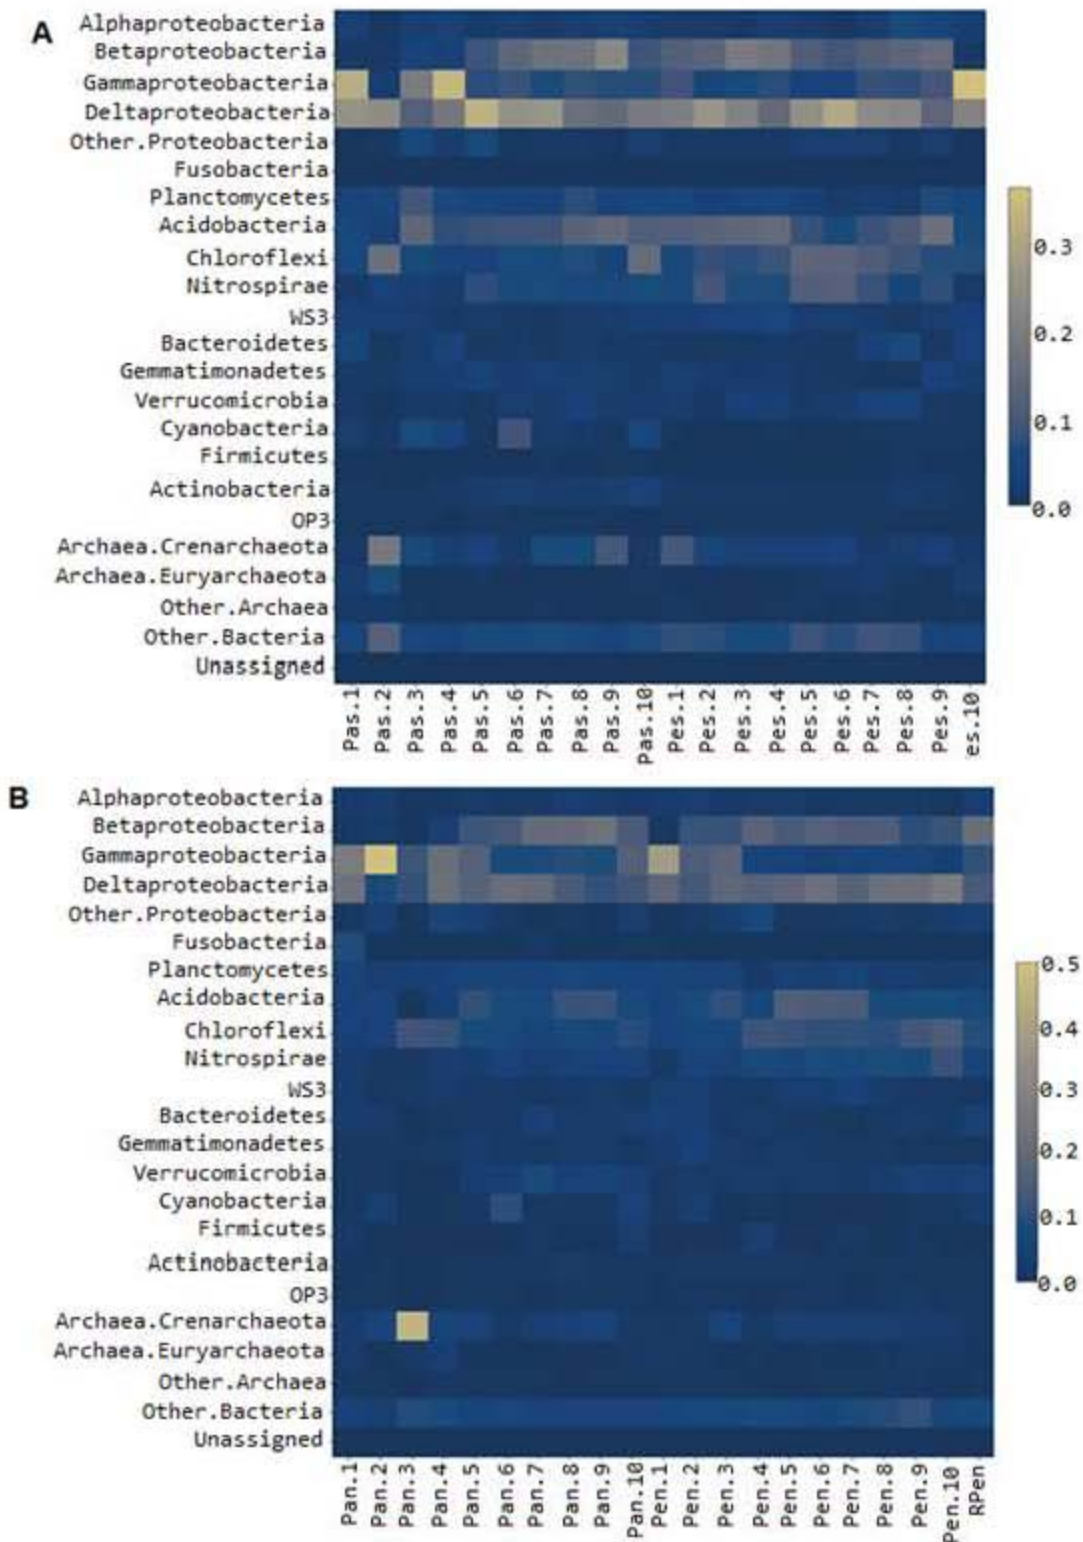 A
Alphaproteobacteria
Betaproteobacteria
Gammaproteobacteria
Deltaproteobacteria
Other.Proteobacteria
Fusobacteria
Planctomycetes
Acidobacteria
Chloroflexi
Nitrospirae
WS3
Bacteroidetes
Gemmatimonadetes
Verrucomicrobia
Cyanobacteria
Firmicutes
Actinobacteria
OP3
Archaea.Crenarchaeota
Archaea.Euryarchaeota
Other.Archaea
Other.Bacteria
Unassigned
0.3
0.2
0.1
0.0
Pas.1
Pas.2
Pas.3
Pas.4
Pas.5
Pas.6
Pas.7
Pas.8
Pas.9
Pas.10
Pes.1
Pes.2
Pes.3
Pes.4
Pes.5
Pes.6
Pes.7
Pes.8
Pes.9
es.10
B
Alphaproteobacteria
Betaproteobacteria
Gammaproteobacteria
Deltaproteobacteria
Other.Proteobacteria
Fusobacteria
Planctomycetes
Acidobacteria
Chloroflexi
Nitrospirae
WS3
Bacteroidetes
Gemmatimonadetes
Verrucomicrobia
Cyanobacteria
Firmicutes
Actinobacteria
OP3
Archaea.Crenarchaeota
Archaea.Euryarchaeota
Other.Archaea
Other.Bacteria
Unassigned
0.5
0.4
0.3
0.2
0.1
0.0
Pan.1
Pan.2
Pan.3
Pan.4
Pan.5
Pan.6
Pan.7
Pan.8
Pan.9
Pan.10
Pen.1
Pen.2
Pen.3
Pen.4
Pen.5
Pen.6
Pen.7
Pen.8
Pen.9
Pen.10
RPen